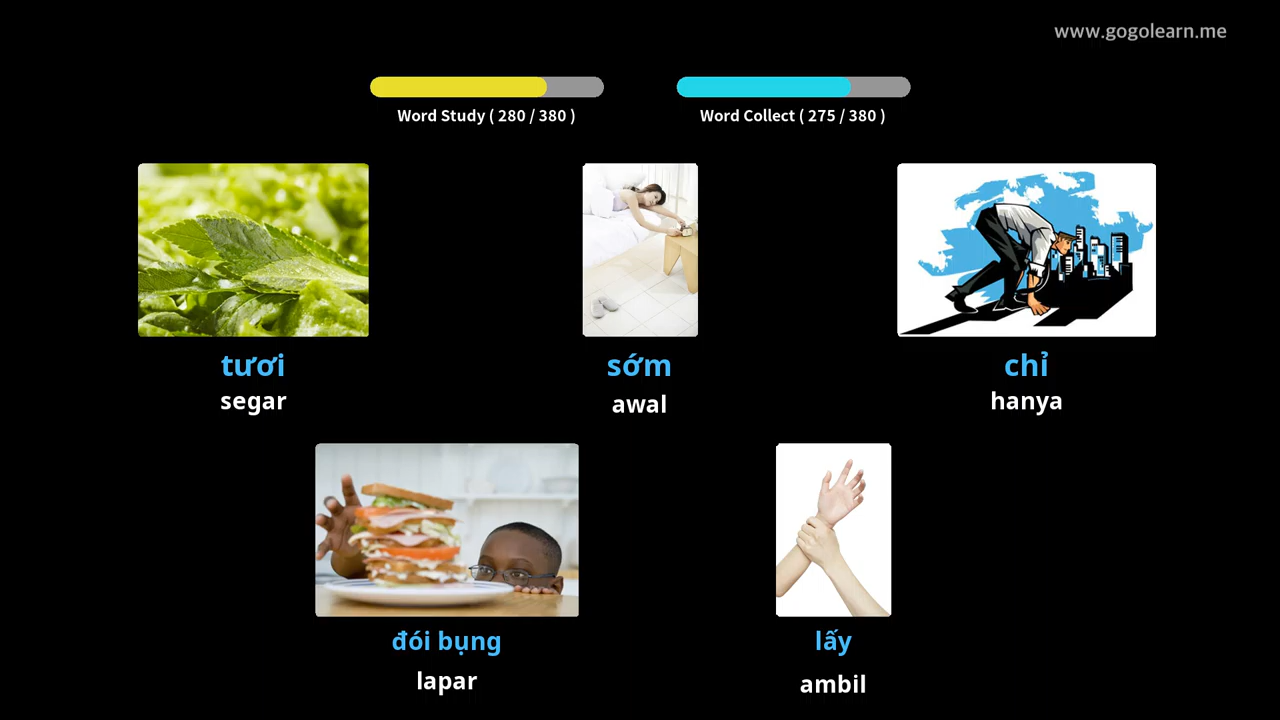 www.gogolearn.me
Word Study ( 280 / 380 )
Word Collect ( 275 / 380 )
tươi
segar
sớm
awal
chỉ
hanya
đói bụng
lapar
lấy
ambil